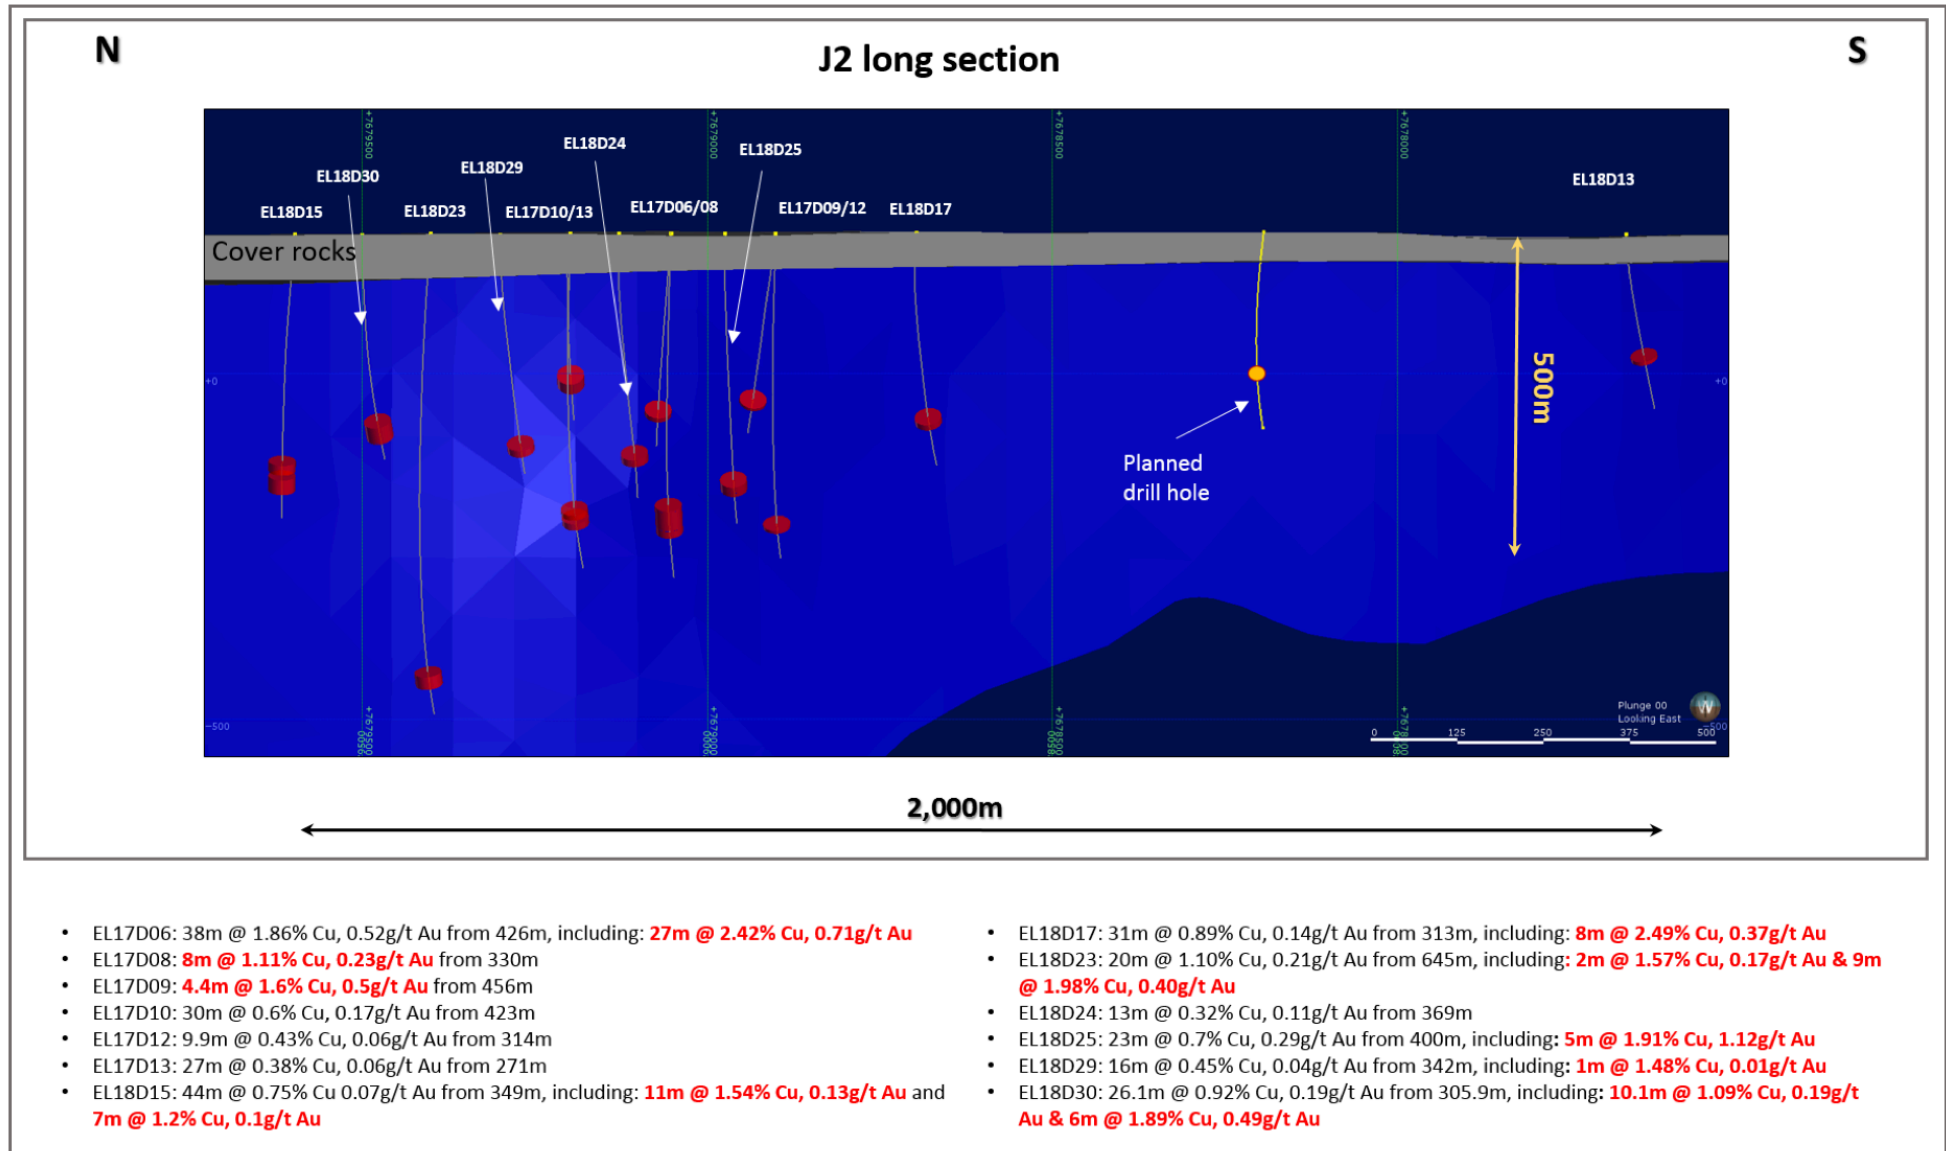 N
J2 long section
S
+7679500
+7679000
+7678500
+7678000
EL18D24
EL18D25
EL18D30
EL18D29
EL18D13
EL18D15
EL18D23
EL17D10/13
EL17D06/08
EL17D09/12
EL18D17
Cover rocks
+0
+0
500m
Planned
drill hole
-500
-500
+7679500
+7679000
+7678500
+7678000
Plunge 00
Looking East
W
0
125
250
375
500
2,000m
• EL17D06: 38m @ 1.86% Cu, 0.52g/t Au from 426m, including: 27m @ 2.42% Cu, 0.71g/t Au
• EL17D08: 8m @ 1.11% Cu, 0.23g/t Au from 330m
• EL17D09: 4.4m @ 1.6% Cu, 0.5g/t Au from 456m
• EL17D10: 30m @ 0.6% Cu, 0.17g/t Au from 423m
• EL17D12: 9.9m @ 0.43% Cu, 0.06g/t Au from 314m
• EL17D13: 27m @ 0.38% Cu, 0.06g/t Au from 271m
• EL18D15: 44m @ 0.75% Cu 0.07g/t Au from 349m, including: 11m @ 1.54% Cu, 0.13g/t Au and
7m @ 1.2% Cu, 0.1g/t Au
• EL18D17: 31m @ 0.89% Cu, 0.14g/t Au from 313m, including: 8m @ 2.49% Cu, 0.37g/t Au
• EL18D23: 20m @ 1.10% Cu, 0.21g/t Au from 645m, including: 2m @ 1.57% Cu, 0.17g/t Au & 9m
@ 1.98% Cu, 0.40g/t Au
• EL18D24: 13m @ 0.32% Cu, 0.11g/t Au from 369m
• EL18D25: 23m @ 0.7% Cu, 0.29g/t Au from 400m, including: 5m @ 1.91% Cu, 1.12g/t Au
• EL18D29: 16m @ 0.45% Cu, 0.04g/t Au from 342m, including: 1m @ 1.48% Cu, 0.01g/t Au
• EL18D30: 26.1m @ 0.92% Cu, 0.19g/t Au from 305.9m, including: 10.1m @ 1.09% Cu, 0.19g/t
Au & 6m @ 1.89% Cu, 0.49g/t Au